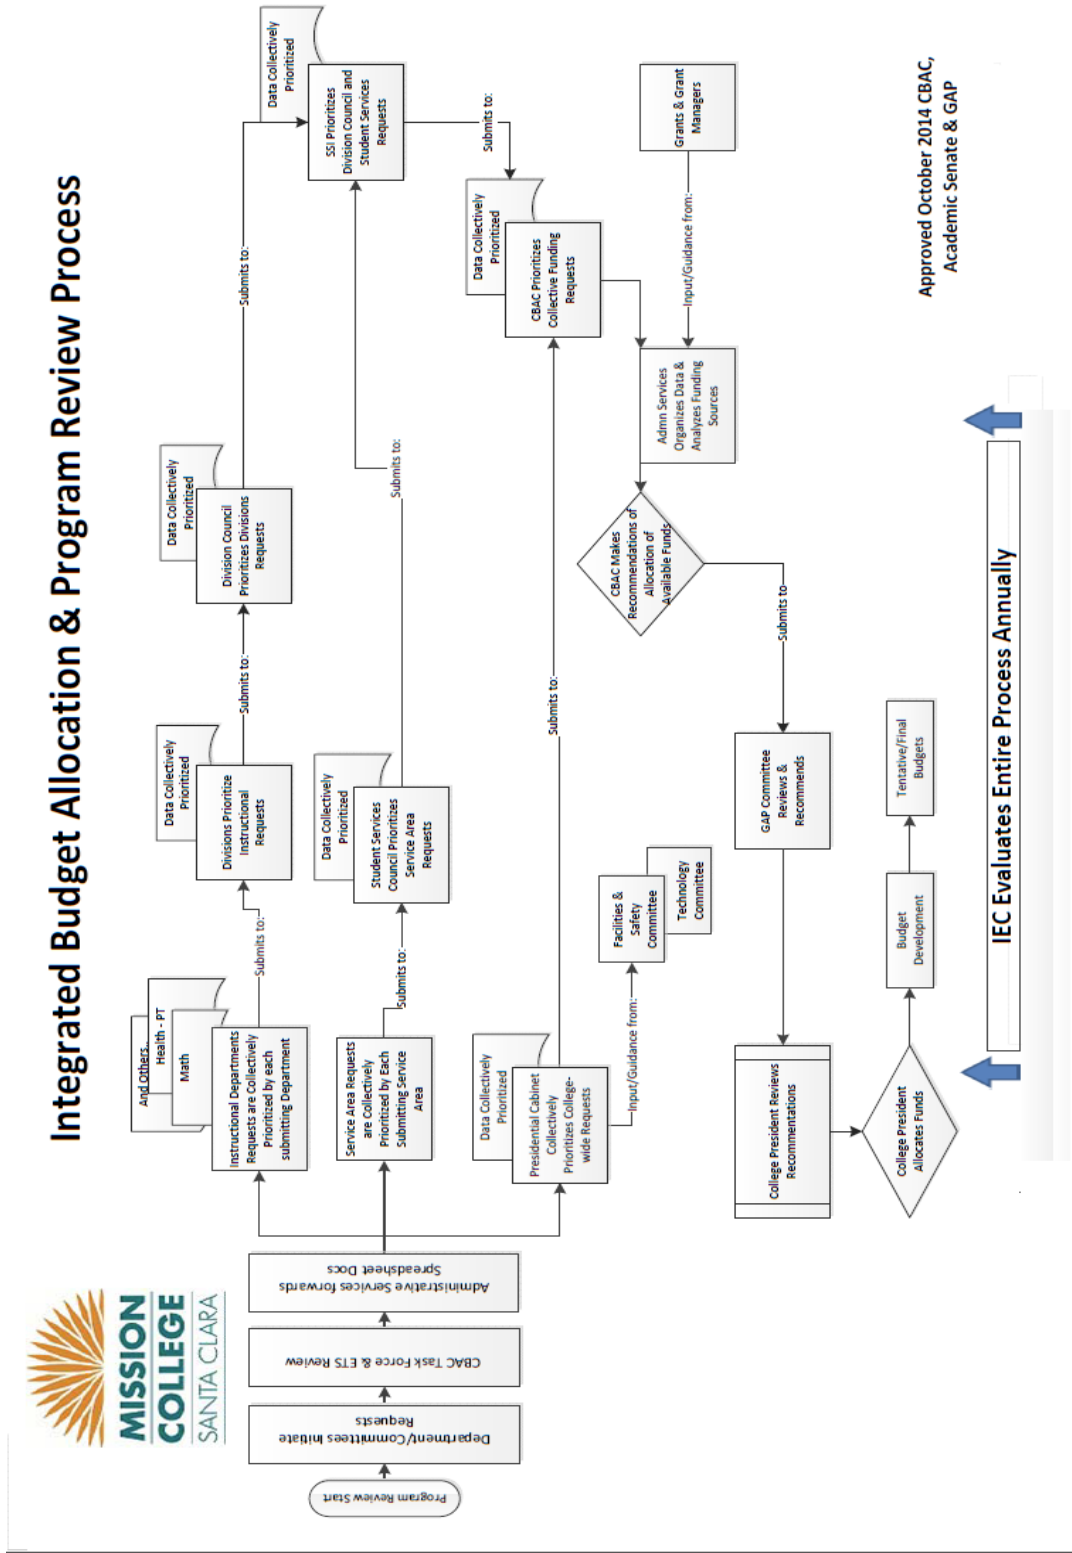 Integrated Budget Allocation & Program Review Process
MISSION
COLLEGE
SANTA CLARA
Program Review Start
Department/Committees Initiate
Requests
CBAC Task Force & ETS Review
Administrative Services forwards
Spreadsheet Docs
And Others..
Health - PT
Math
Instructional Departments
Requests are Collectively
Prioritized by each
submitting Department
Submits to:
Data Collectively
Prioritized
Divisions Prioritize
Instructional
Requests
Submits to:
Data Collectively
Prioritized
Division Council
Prioritizes Divisions
Requests
Submits to:
Data Collectively
Prioritized
SSI Prioritizes
Division Council and
Student Services
Requests
Service Area Requests
are Collectively
Prioritized by Each
Submitting Service
Area
Submits to:
Data Collectively
Prioritized
Student Services
Council Prioritizes
Service Area
Requests
Submits to:
Submits to:
Data Collectively
Prioritized
Presidential Cabinet
Collectively
Prioritizes College-
wide Requests
Input/Guidance from:
Facilities &
Safety
Committee
Technology
Committee
Submits to:
Data Collectively
Prioritized
CBAC Prioritizes
Collective Funding
Requests
Grants & Grant
Managers
Input/Guidance from:
Admn Services
Organizes Data &
Analyzes Funding
Sources
CBAC Makes
Recommendations of
Allocation of
Available Funds
Submits to
GAP Committee
Reviews &
Recommends
College President Reviews
Recommentations
College President
Allocates Funds
Budget
Development
Tentative/Final
Budgets
IEC Evaluates Entire Process Annually
Approved October 2014 CBAC,
Academic Senate & GAP